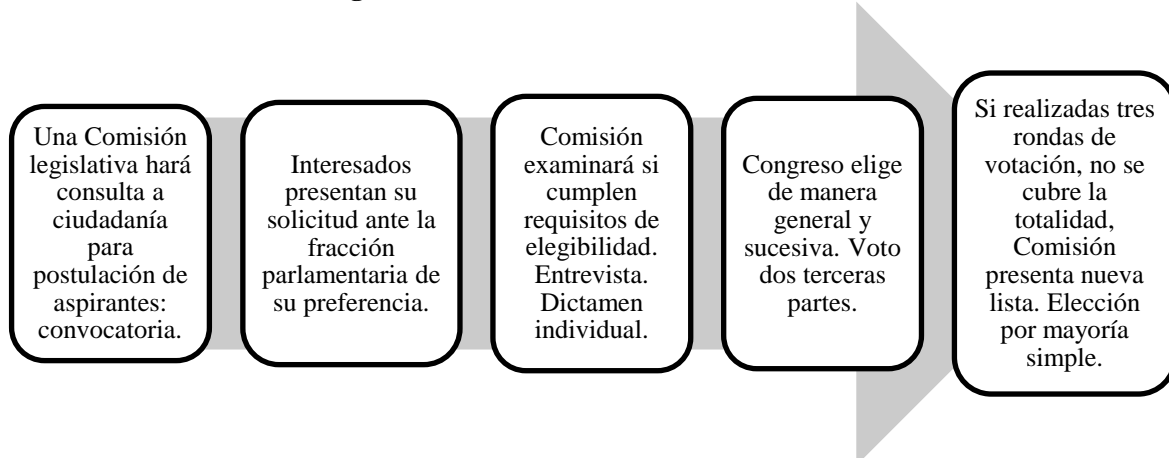 Una Comisión
legislativa hará
consulta a
ciudadanía
para
postulación de
aspirantes:
convocatoria.
Interesados
presentan su
solicitud ante la
fracción
parlamentaria de
su preferencia.
Comisión
examinará si
cumplen
requisitos de
elegibilidad.
Entrevista.
Dictamen
individual.
Congreso elige
de manera
general y
sucesiva. Voto
dos terceras
partes.
Si realizadas tres
rondas de
votación, no se
cubre la
totalidad,
Comisión
presenta nueva
lista. Elección
por mayoría
simple.